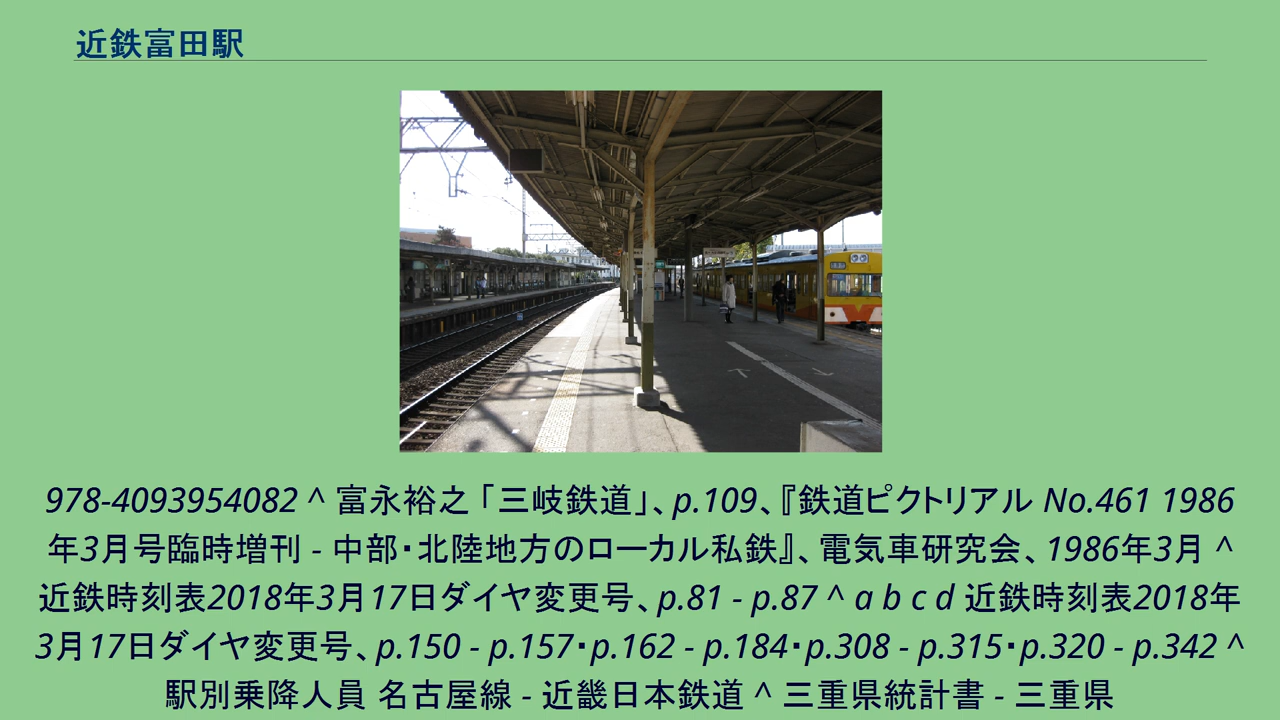 近鉄富田駅
978-4093954082 ^ 富永裕之「三岐鉄道」、p.109、『鉄道ピクトリアル No.461 1986
年3月号臨時増刊 - 中部・北陸地方のローカル私鉄』、電気車研究会、1986年3月 ^
近鉄時刻表2018年3月17日ダイヤ変更号、p.81 - p.87 ^ a b c d 近鉄時刻表2018年
3月17日ダイヤ変更号、p.150 - p.157・p.162 - p.184・p.308 - p.315・p.320 - p.342 ^
駅別乗降人員 名古屋線 - 近畿日本鉄道 ^ 三重県統計書 - 三重県